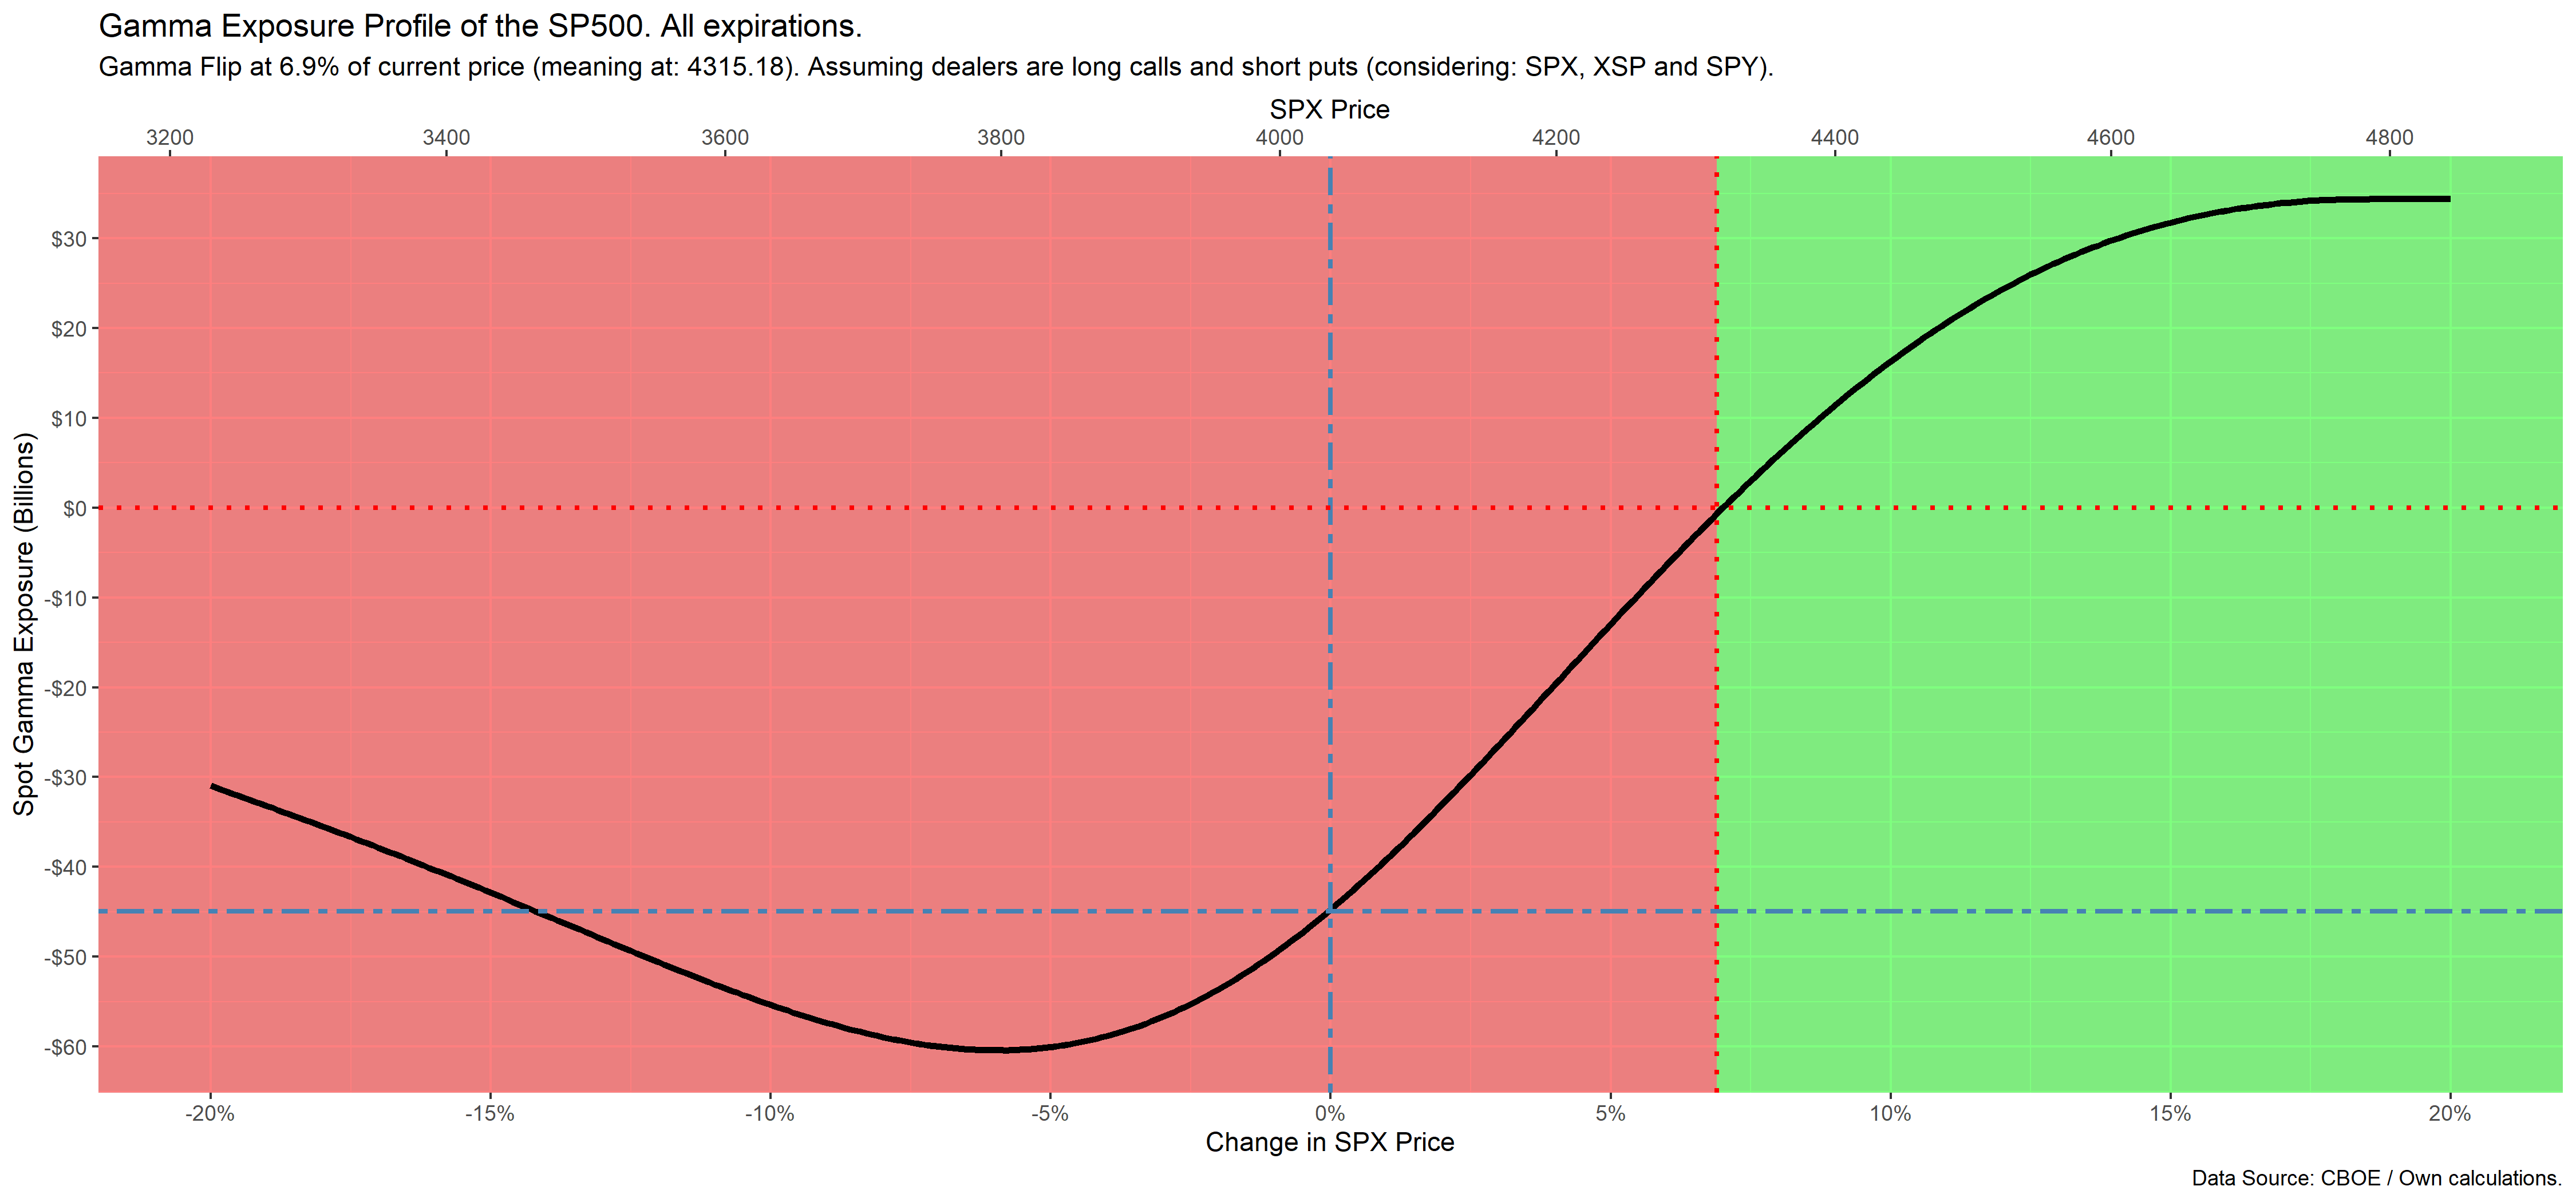 Gamma Exposure Profile of the SP500. All expirations.
Gamma Flip at 6.9% of current price (meaning at: 4315.18). Assuming dealers are long calls and short puts (considering: SPX, XSP and SPY).
SPX Price
3200 3400 3600 3800 4000 4200 4400 4600 4800
Spot Gamma Exposure (Billions)
$30
$20
$10
$0
-$10
-$20
-$30
-$40
-$50
-$60
-20% -15% -10% -5% 0% 5% 10% 15% 20%
Change in SPX Price
Data Source: CBOE / Own calculations.